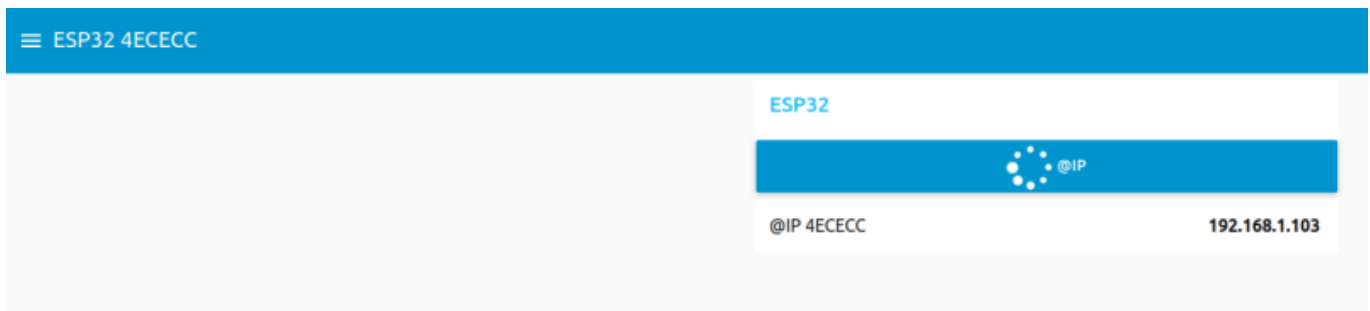 ESP32 4ECECC
ESP32
@IP
@IP 4ECECC 192.168.1.103